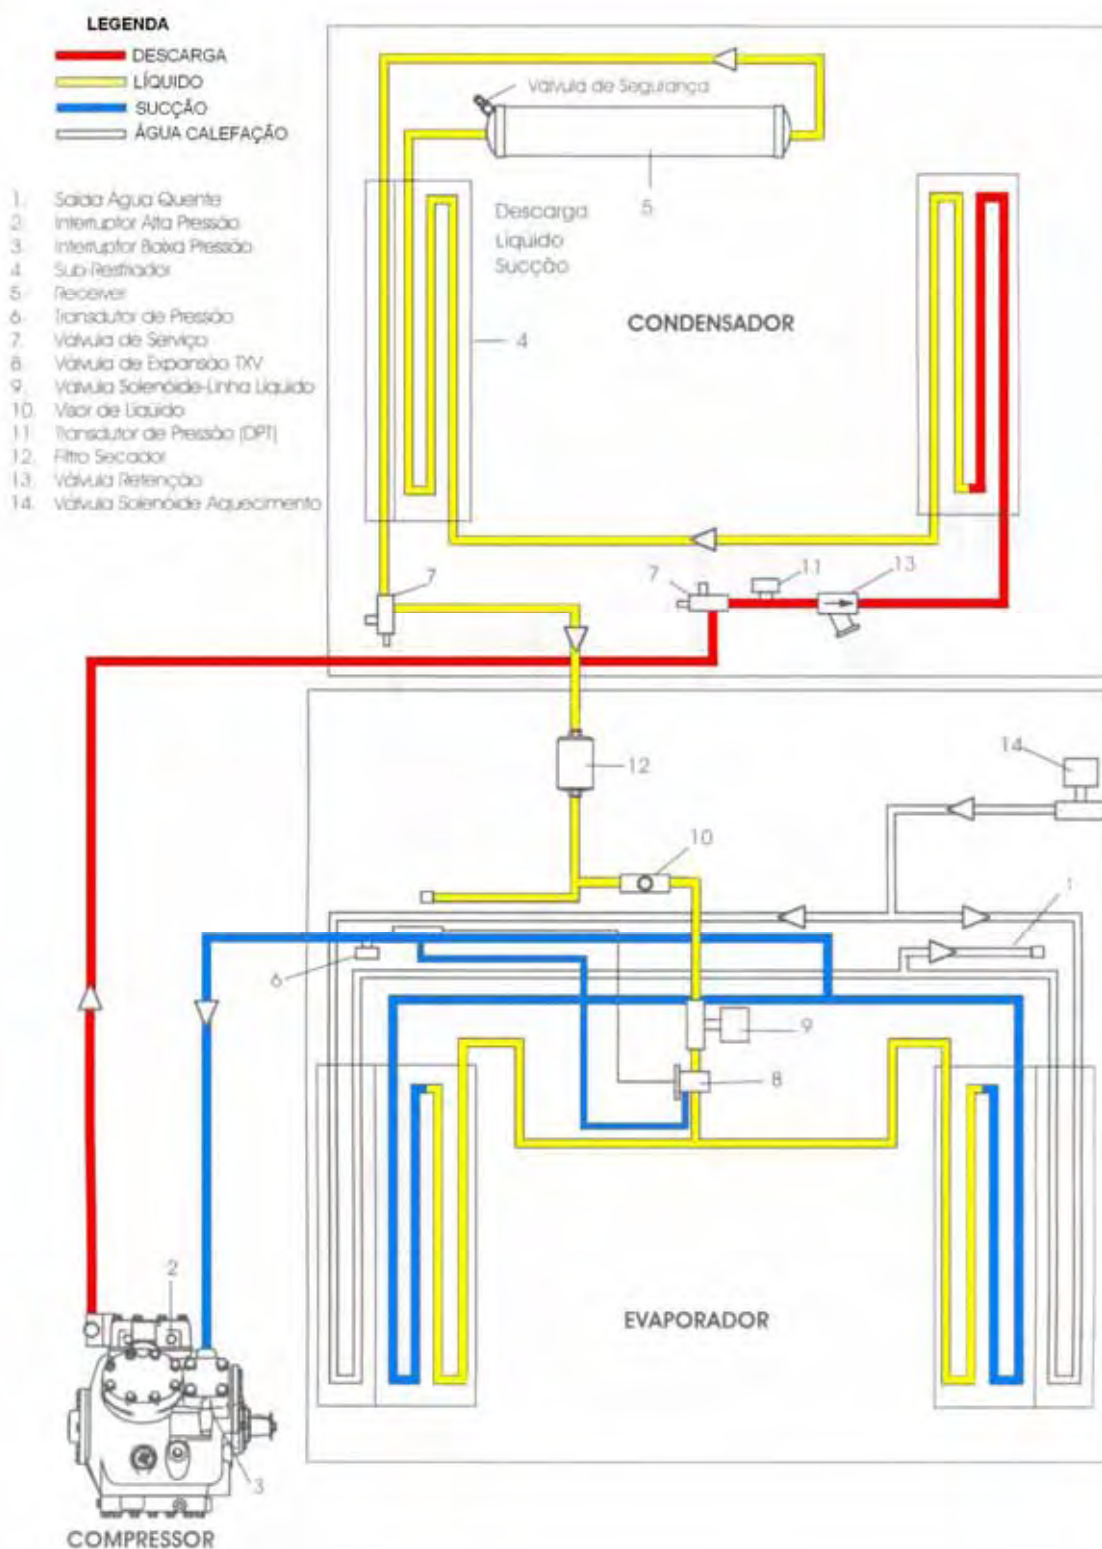 LEGENDA
DESCARGA
LÍQUIDO
SUCÇÃO
ÁGUA CALEFAÇÃO
1. Saída Água Quente
2. Interruptor Alta Pressão
3. Interruptor Baixa Pressão
4. Sub-Resfriador
5. Receiver
6. Transdutor de Pressão
7. Válvula de Serviço
8. Válvula de Expansão TXV
9. Válvula Solenóide-Linha Líquido
10. Visor de Líquido
11. Transdutor de Pressão (DPT)
12. Filtro Secador
13. Válvula Retenção
14. Válvula Solenóide Aquecimento
Válvula de Segurança
5
Descarga
Líquido
Sucção
CONDENSADOR
4
7
7
11
13
12
14
10
1
6
9
8
2
EVAPORADOR
3
COMPRESSOR